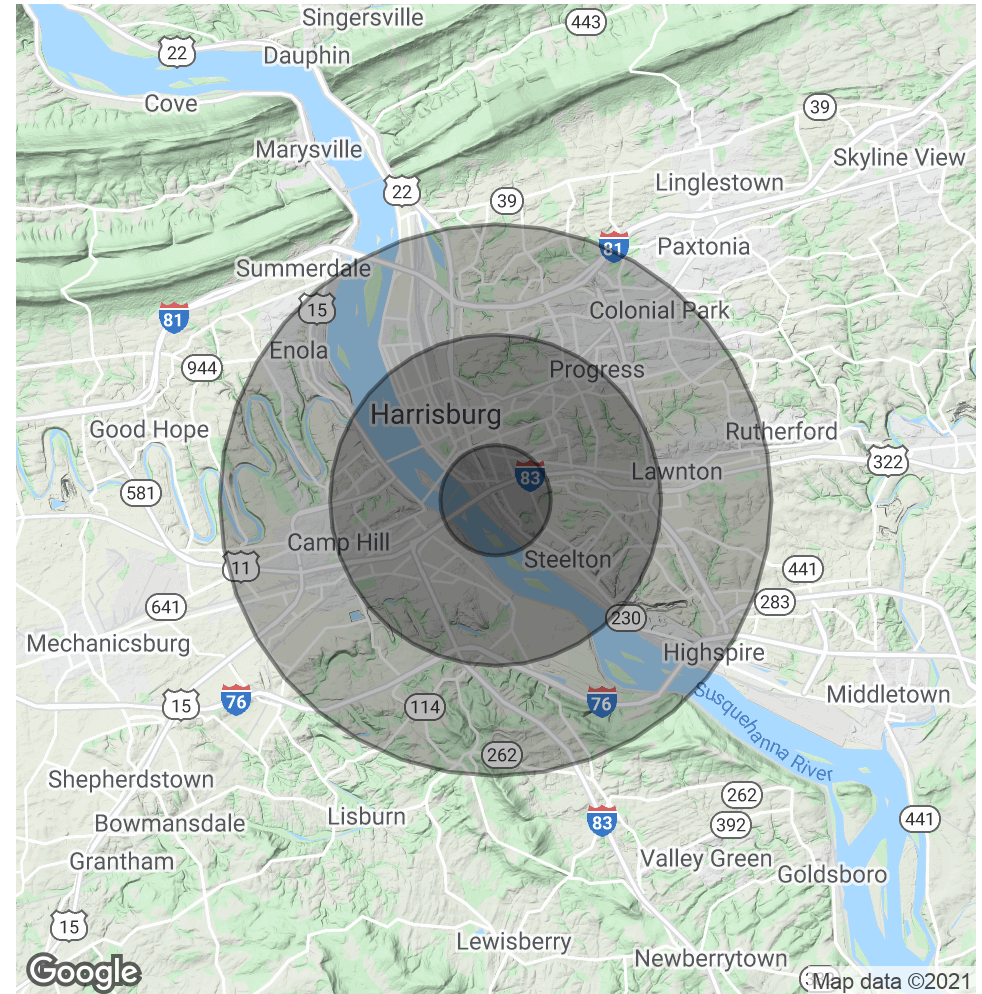 Singersville
443
22
Dauphin
Cove
39
Marysville
Skyline View
22
Linglestown
39
81
Paxtonia
Summerdale
15
Colonial Park
81
Enola
944
Progress
Harrisburg
Good Hope
Rutherford
322
83
Lawnton
581
Camp Hill
11
Steelton
441
283
641
230
Mechanicsburg
Highspire
15
76
114
76
Middletown
Susquehanna River
262
Shepherdstown
262
Lisburn
Bowmansdale
83
392
441
Grantham
Valley Green
Goldsboro
15
Lewisberry
Newberrytown
Google
Map data ©2021